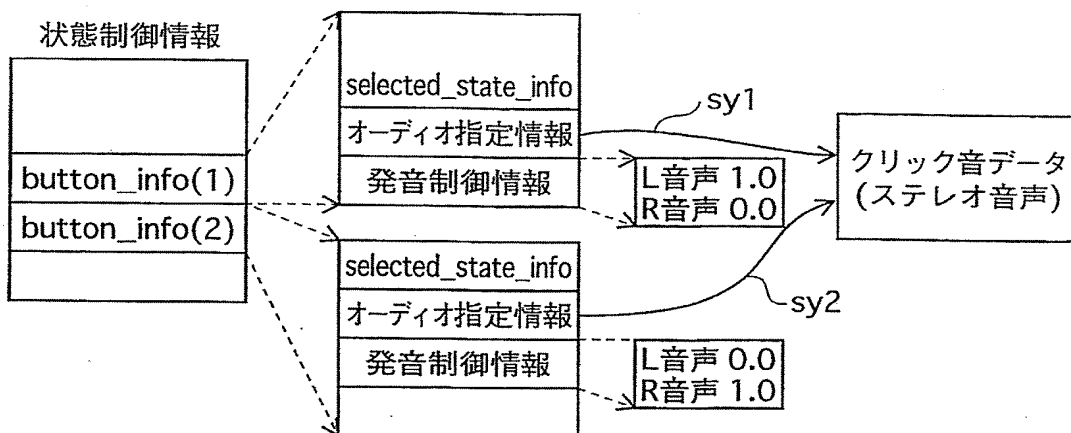 状態制御情報
button_info(1)
button_info(2)
selected_state_info
オーディオ指定情報
発音制御情報
L音声 1.0
R音声 0.0
sy1
クリック音データ
(ステレオ音声)
selected_state_info
オーディオ指定情報
発音制御情報
L音声 0.0
R音声 1.0
sy2